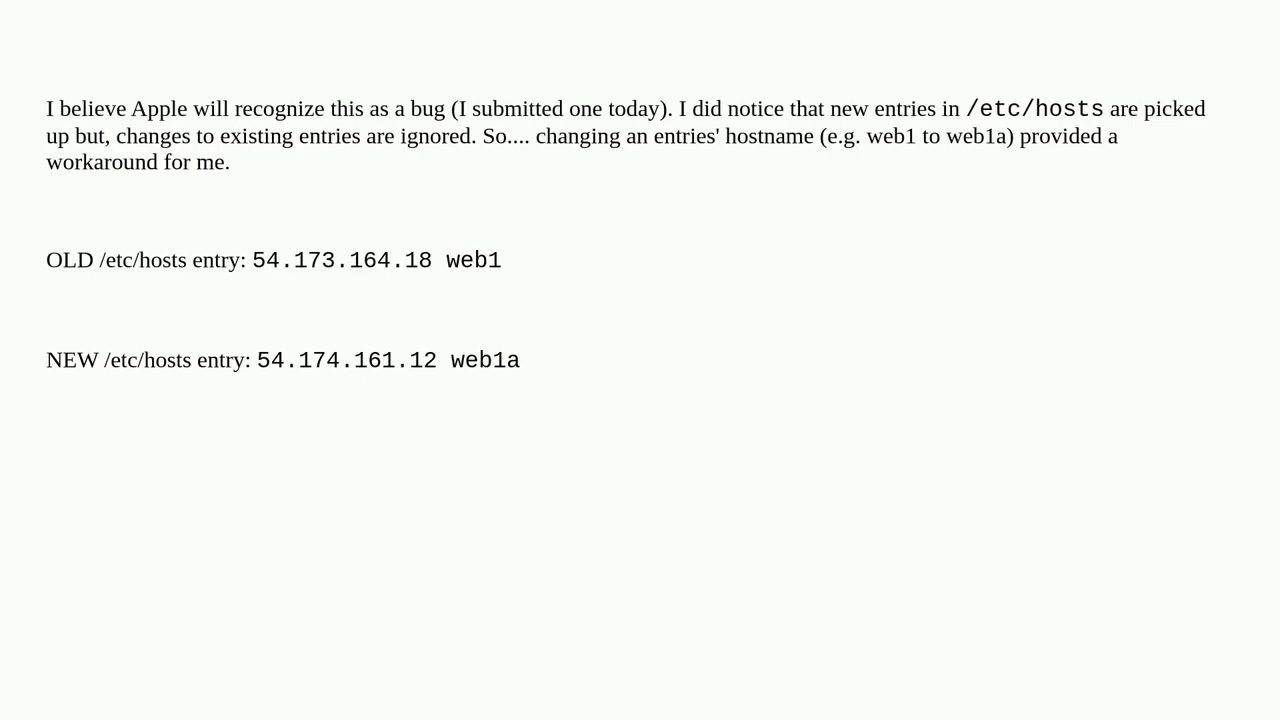 I believe Apple will recognize this as a bug (I submitted one today). I did notice that new entries in /etc/hosts are picked
up but, changes to existing entries are ignored. So.... changing an entries' hostname (e.g. web1 to web1a) provided a
workaround for me.
OLD /etc/hosts entry: 54.173.164.18 web1
NEW /etc/hosts entry: 54.174.161.12 web1a